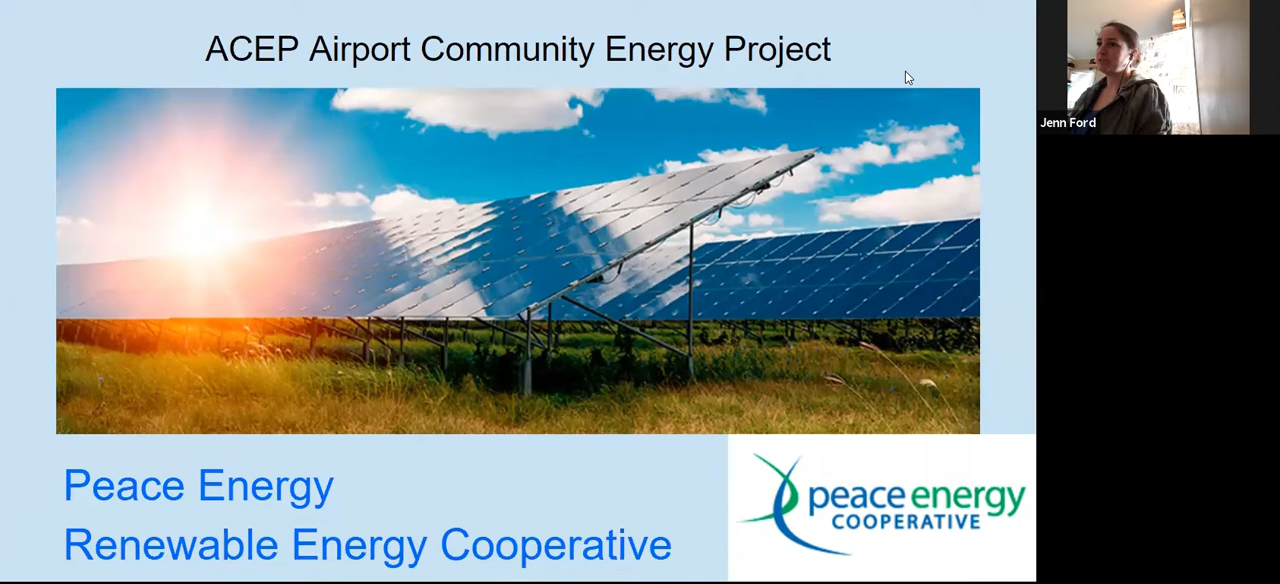 ACEP Airport Community Energy Project
Jenn Ford
Peace Energy
Renewable Energy Cooperative
peace energy
COOPERATIVE